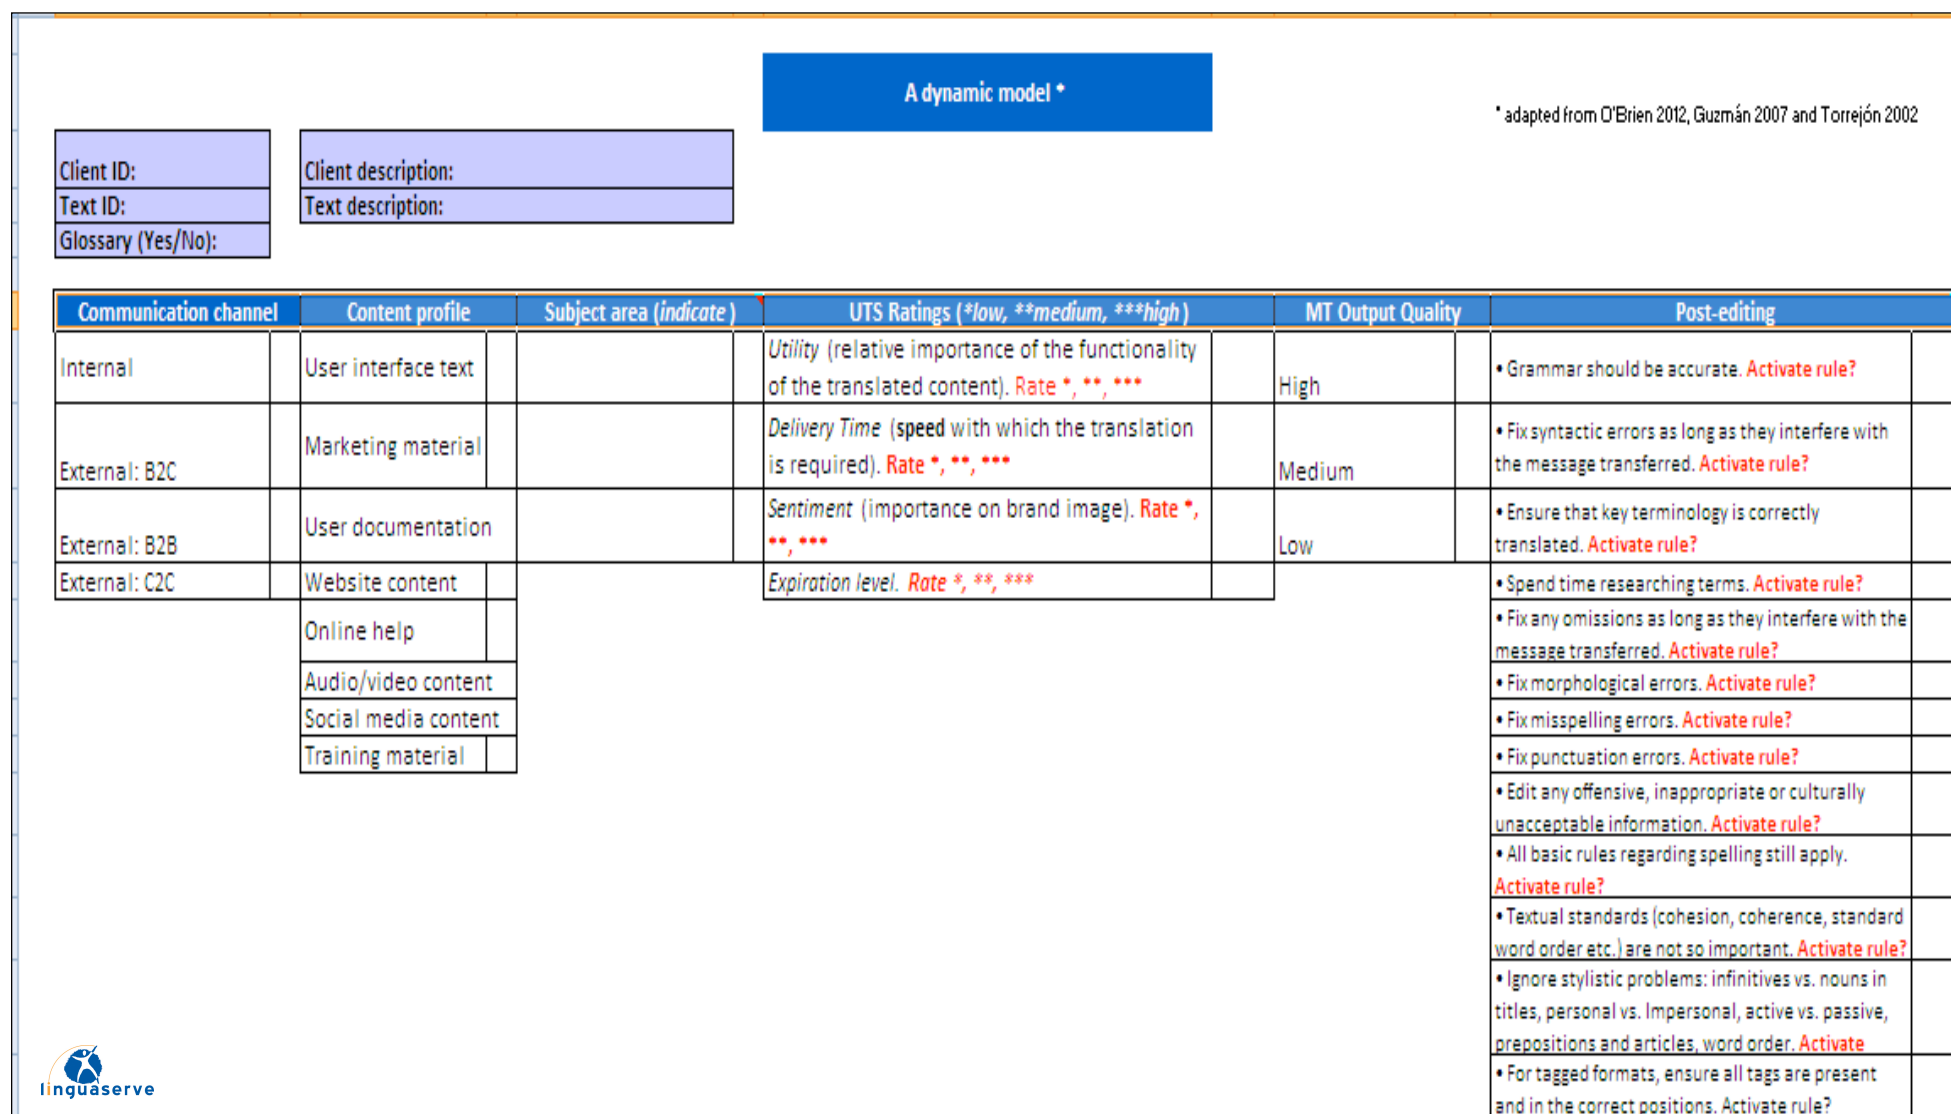 A dynamic model *
* adapted from O'Brien 2012, Guzmán 2007 and Torrejón 2002
Client ID:
Text ID:
Glossary (Yes/No):
Client description:
Text description:
Communication channel
Content profile
Subject area (indicate)
UTS Ratings (*low, **medium, ***high)
MT Output Quality
Post-editing
Internal
External: B2C
External: B2B
External: C2C
User interface text
Marketing material
User documentation
Website content
Online help
Audio/video content
Social media content
Training material
Utility (relative importance of the functionality
of the translated content). Rate *, **, ***
Delivery Time (speed with which the translation
is required). Rate *, **, ***
Sentiment (importance on brand image). Rate *,
**, ***
Expiration level. Rate *, **, ***
High
Medium
Low
• Grammar should be accurate. Activate rule?
• Fix syntactic errors as long as they interfere with
the message transferred. Activate rule?
• Ensure that key terminology is correctly
translated. Activate rule?
• Spend time researching terms. Activate rule?
• Fix any omissions as long as they interfere with the
message transferred. Activate rule?
• Fix morphological errors. Activate rule?
• Fix misspelling errors. Activate rule?
• Fix punctuation errors. Activate rule?
• Edit any offensive, inappropriate or culturally
unacceptable information. Activate rule?
• All basic rules regarding spelling still apply.
Activate rule?
• Textual standards (cohesion, coherence, standard
word order etc.) are not so important. Activate rule?
• Ignore stylistic problems: infinitives vs. nouns in
titles, personal vs. Impersonal, active vs. passive,
prepositions and articles, word order. Activate
• For tagged formats, ensure all tags are present
and in the correct positions. Activate rule?
linguaserve